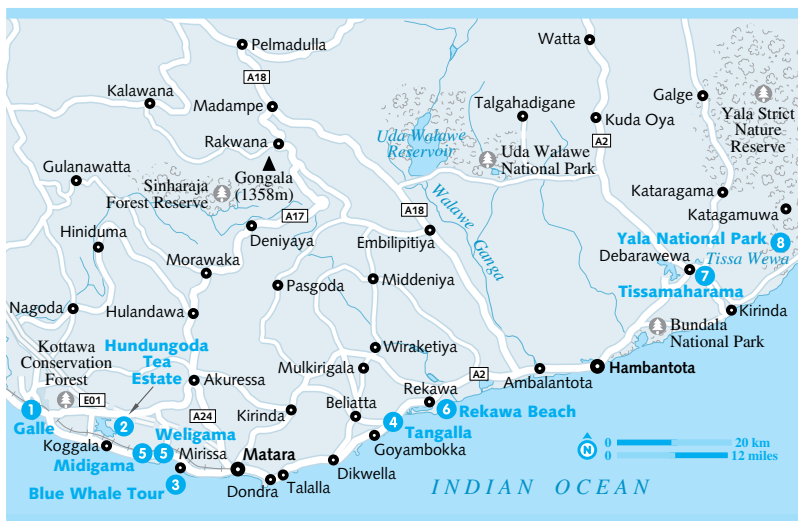 Pelmadulla
Watta
A18
Kalawana
Madampe
Talgahadigane
Galge
Kuda Oya
Yala Strict
Nature
Reserve
Uda Walawe
Reservoir
A2
Rakwana
Uda Walawe
National Park
Gulanawatta
Gongala
(1358m)
Sinharaja
Forest Reserve
Kataragama
Walawe Ganga
A18
A17
Katagamuwa
Hiniduma
Deniyaya
Embilipitiya
Yala National Park
8
Debarawewa
Tissa Wewa
Morawaka
7
Pasgoda
Middeniya
Tissamaharama
Nagoda
Hulandawa
Kirinda
Bundala
National Park
Hundungoda
Tea
Estate
Kottawa
Conservation
Forest
Wiraketiya
Mulkirigala
Hambantota
Akuressa
A2
Ambalantota
E01
Rekawa
1
A24
Kirinda
Beliatta
6
Rekawa Beach
Galle
2
4
Tangalla
Weligama
Koggala
Goyambokka
Midigama
5
5
Mirissa
Matara
Dikwella
N
0
20 km
0
12 miles
Blue Whale Tour
3
Dondra
Talalla
INDIAN OCEAN